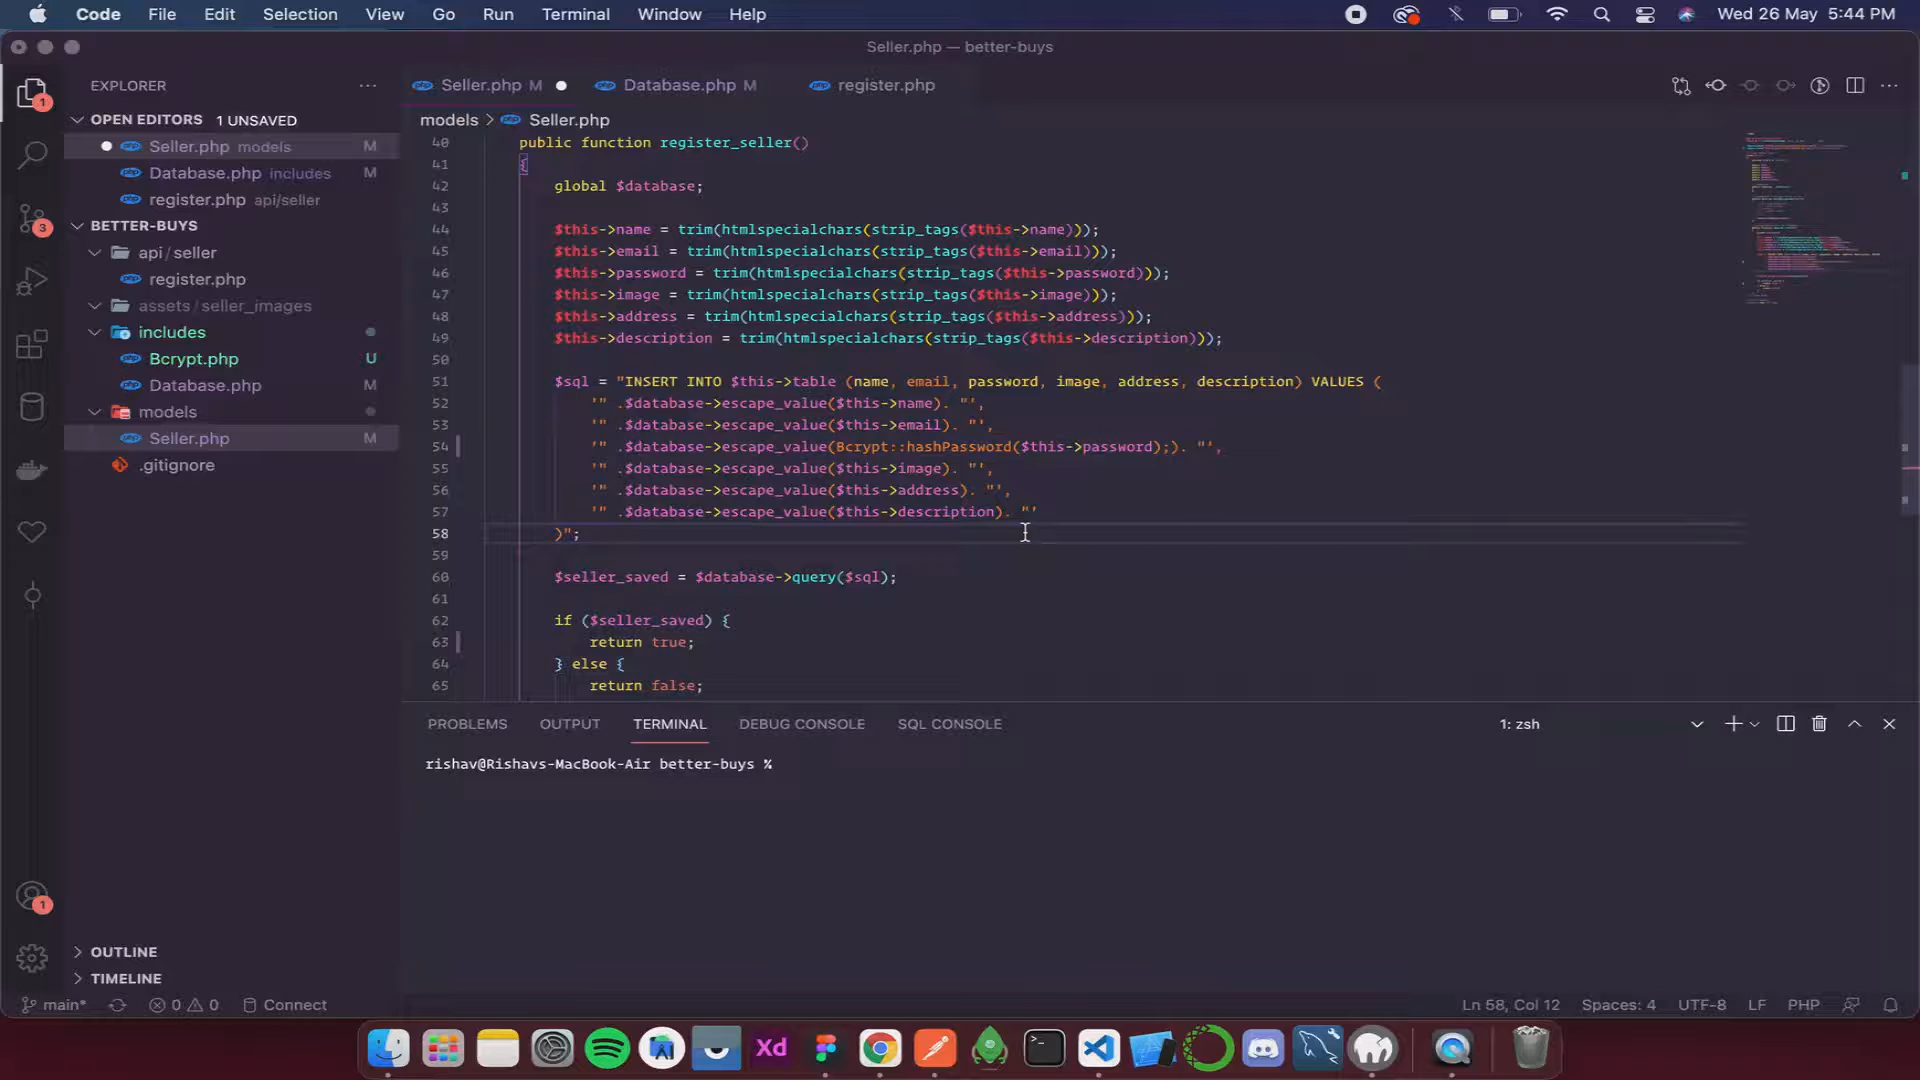 Code File Edit Selection View Go Run Terminal Window Help Wed 26 May 5:44 PM
Seller.php — better-buys
EXPLORER
Seller.php M Database.php M register.php
OPEN EDITORS 1 UNSAVED
models > Seller.php
Seller.php models M
Database.php includes M
register.php api/seller
BETTER-BUYS
api/seller
register.php
assets/seller_images
includes
Bcrypt.php U
Database.php M
models
Seller.php M
.gitignore
40 public function register_seller()
41 {
42 global $database;
43
44 $this->name = trim(htmlspecialchars(strip_tags($this->name)));
45 $this->email = trim(htmlspecialchars(strip_tags($this->email)));
46 $this->password = trim(htmlspecialchars(strip_tags($this->password)));
47 $this->image = trim(htmlspecialchars(strip_tags($this->image)));
48 $this->address = trim(htmlspecialchars(strip_tags($this->address)));
49 $this->description = trim(htmlspecialchars(strip_tags($this->description)));
50
51 $sql = "INSERT INTO $this->table (name, email, password, image, address, description) VALUES (
52 '" .$database->escape_value($this->name). "',
53 '" .$database->escape_value($this->email). "',
54 '" .$database->escape_value(Bcrypt::hashPassword($this->password);). "',
55 '" .$database->escape_value($this->image). "',
56 '" .$database->escape_value($this->address). "',
57 '" .$database->escape_value($this->description). "'
58 )";
59
60 $seller_saved = $database->query($sql);
61
62 if ($seller_saved) {
63 return true;
64 } else {
65 return false;
PROBLEMS OUTPUT TERMINAL DEBUG CONSOLE SQL CONSOLE 1: zsh
rishav@Rishavs-MacBook-Air better-buys %
1
3
1
OUTLINE
TIMELINE
main* 0 0 Connect Ln 58, Col 12 Spaces: 4 UTF-8 LF PHP
Xd